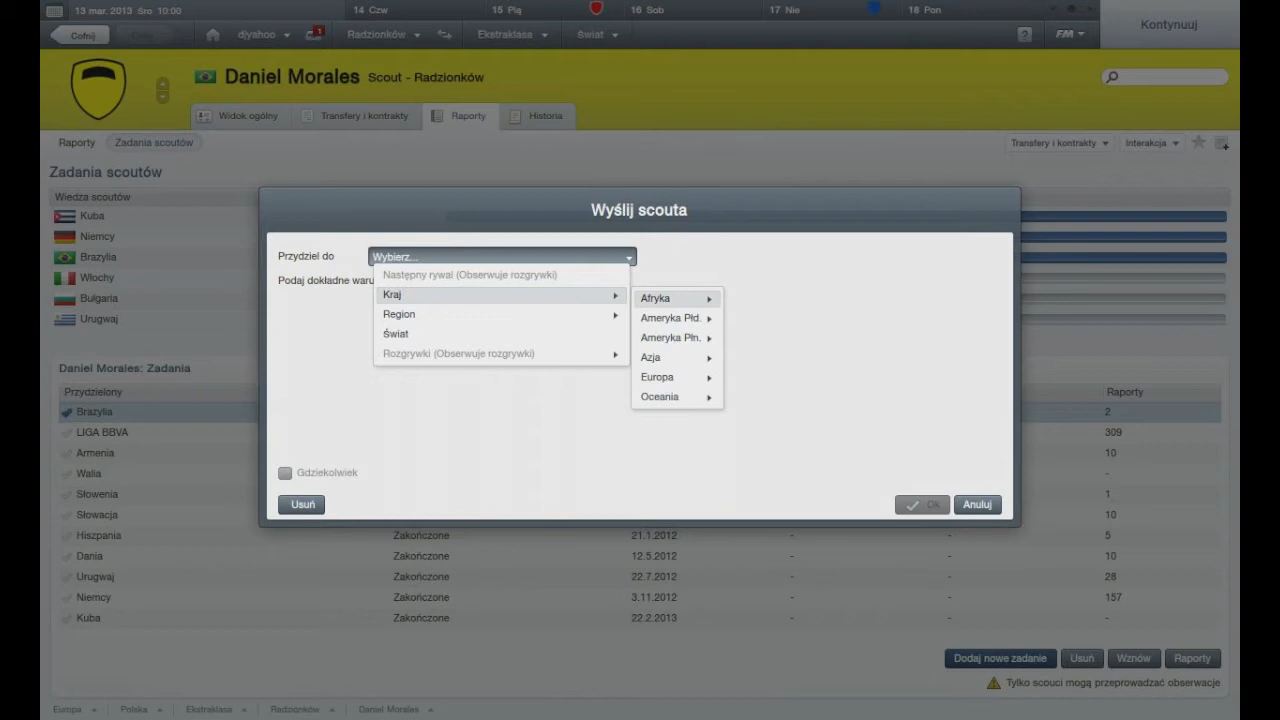 13 mar. 2013 Śro 10:00
14 Czw
15 Pią
16 Sob
17 Nie
18 Pon
Kontynuuj
Cofnij
djyahoo
1
Radzionków
Ekstraklasa
Świat
?
FM
Daniel Morales Scout - Radzionków
Widok ogólny
Transfery i kontrakty
Raporty
Historia
Raporty
Zadania scoutów
Transfery i kontrakty
Interakcja
Zadania scoutów
Wiedza scoutów
Kuba
Niemcy
Brazylia
Włochy
Bułgaria
Urugwaj
Wyślij scouta
Przydziel do
Wybierz...
Podaj dokładne waru
Następny rywal (Obserwuje rozgrywki)
Kraj
Region
Świat
Rozgrywki (Obserwuje rozgrywki)
Afryka
Ameryka Płd.
Ameryka Płn.
Azja
Europa
Oceania
Gdziekolwiek
Usuń
Ok
Anuluj
Daniel Morales: Zadania
Przydzielony
Raporty
Brazylia 2
LIGA BBVA 309
Armenia 10
Walia -
Słowenia 1
Słowacja 10
Hiszpania Zakończone 21.1.2012 - - 5
Dania Zakończone 12.5.2012 - - 10
Urugwaj Zakończone 22.7.2012 - - 28
Niemcy Zakończone 3.11.2012 - - 157
Kuba Zakończone 22.2.2013 - - -
Dodaj nowe zadanie
Usuń
Wznów
Raporty
Tylko scouci mogą przeprowadzać obserwacje
Europa
Polska
Ekstraklasa
Radzionków
Daniel Morales